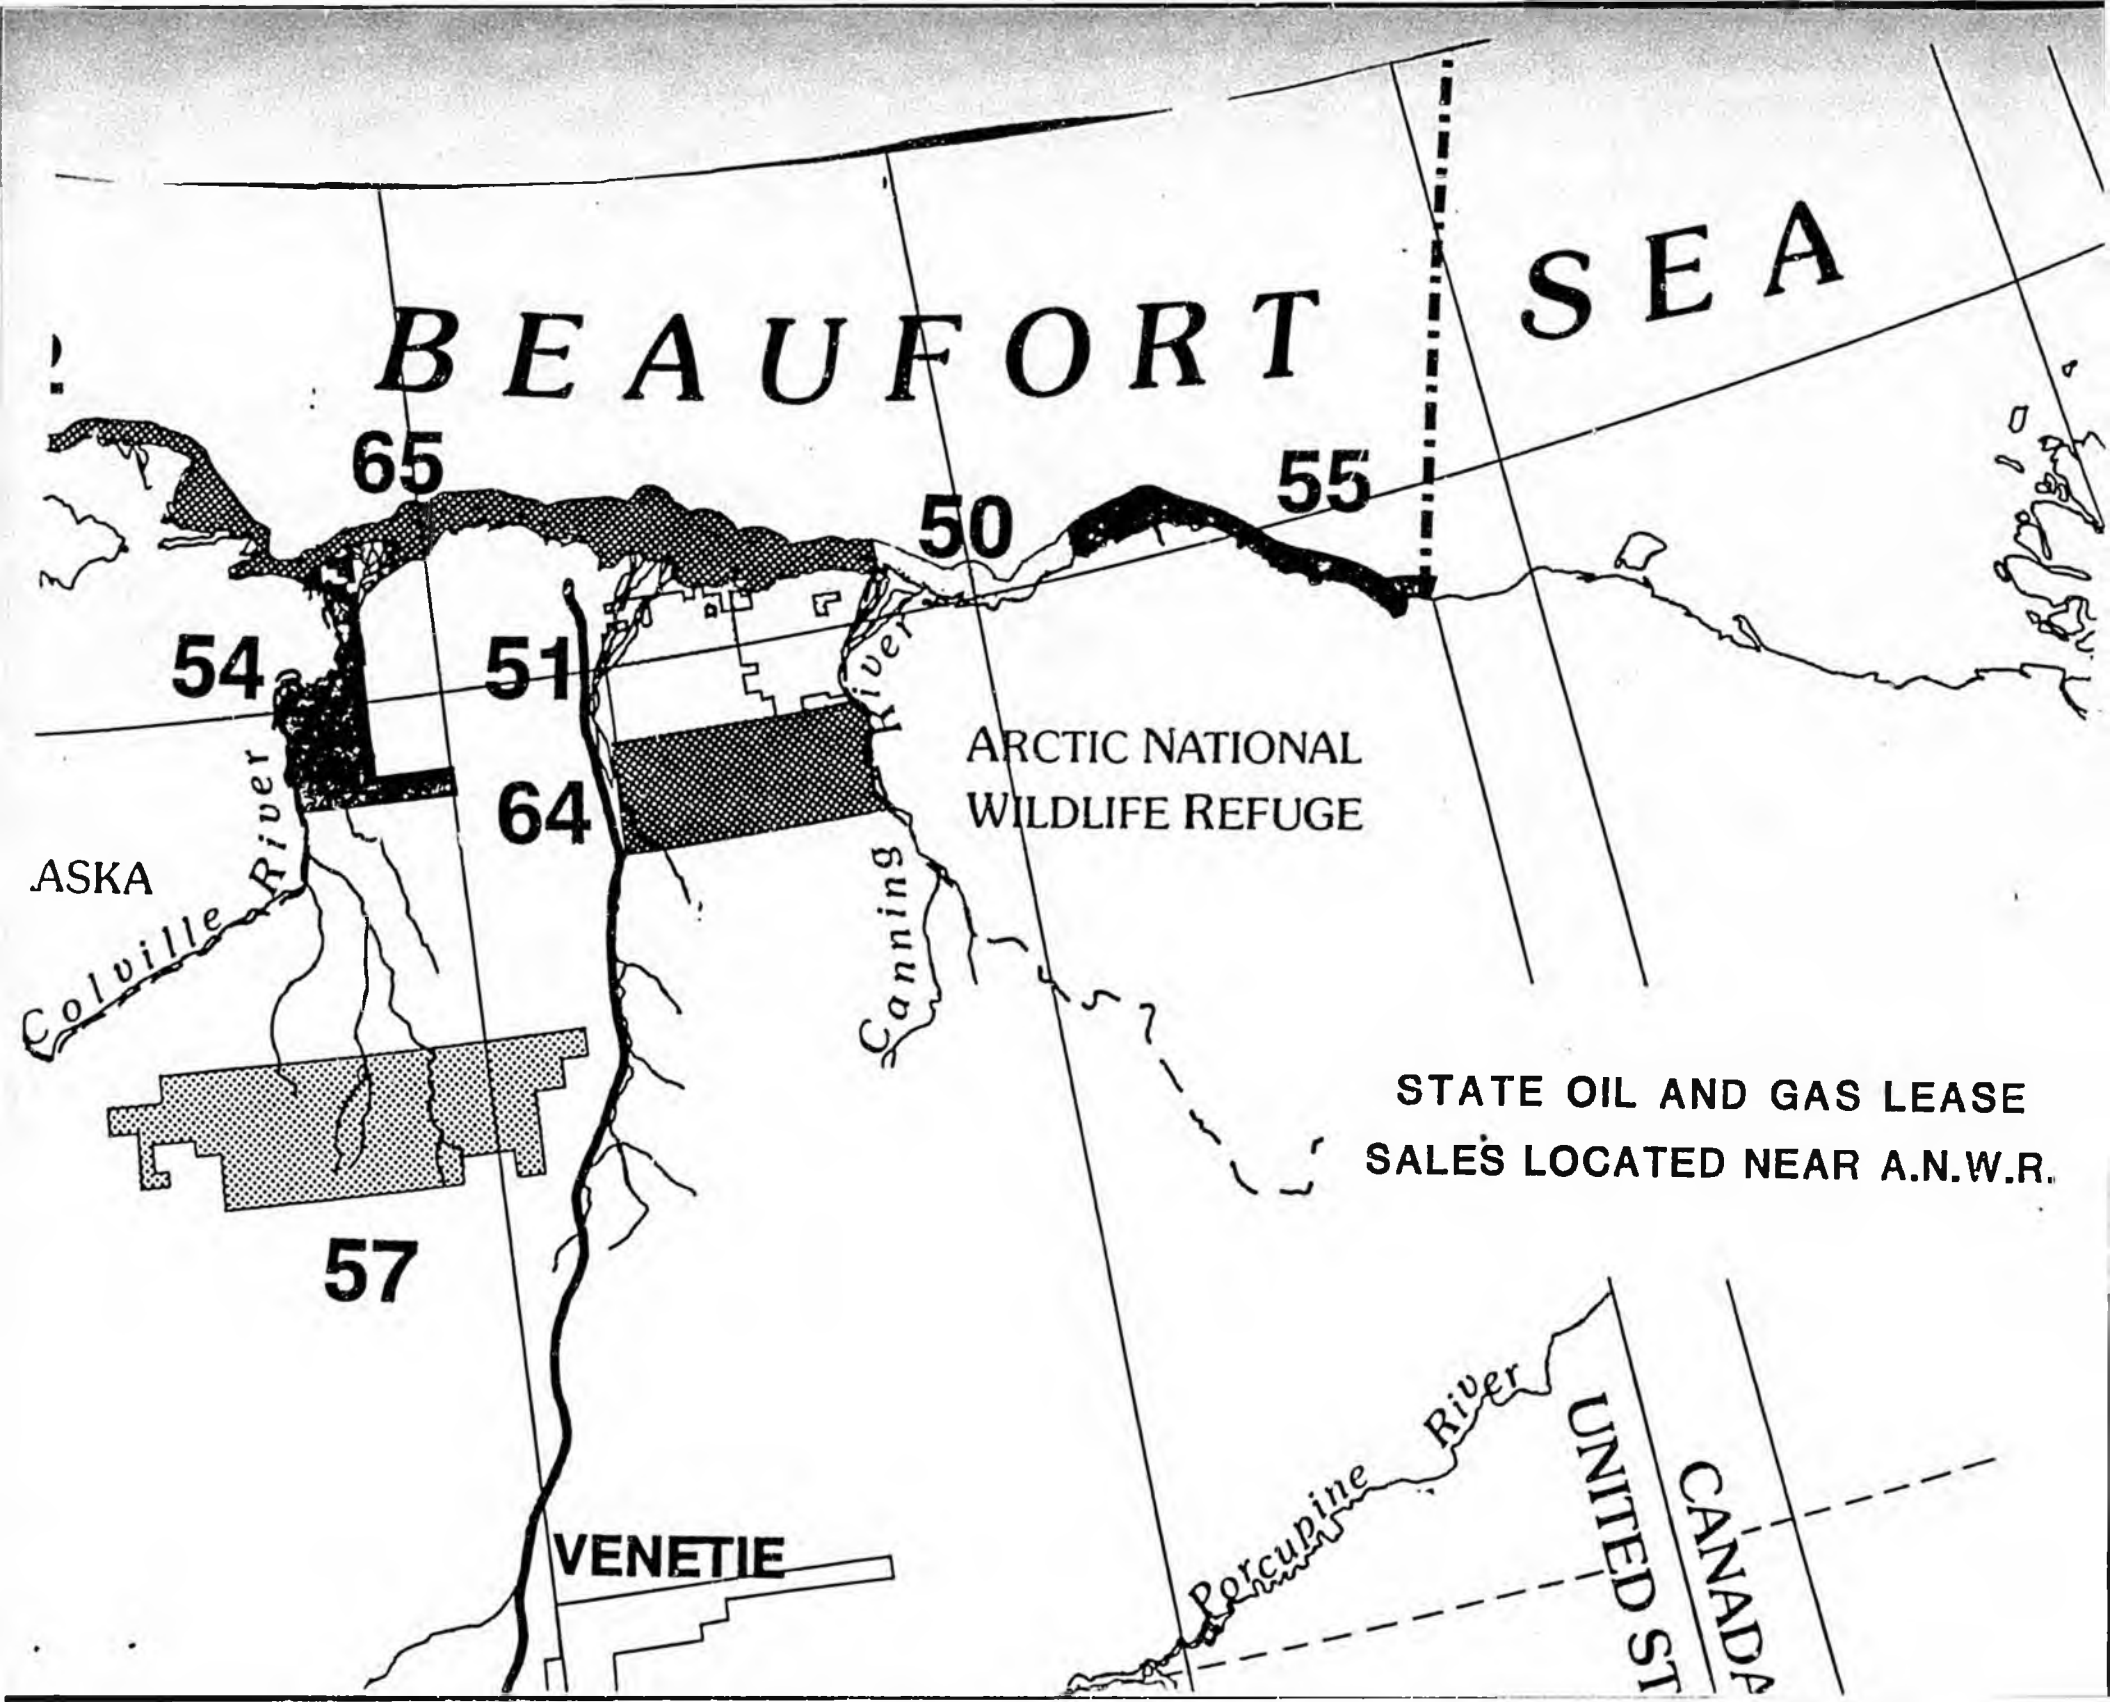 BEAUFORT SEA
65
55
50
54
51
River
ARCTIC NATIONAL
WILDLIFE REFUGE
64
Colville River
ASKA
Canning
STATE OIL AND GAS LEASE
SALES LOCATED NEAR A.N.W.R.
57
Porcupine River
UNITED ST
CANADA
VENETIE